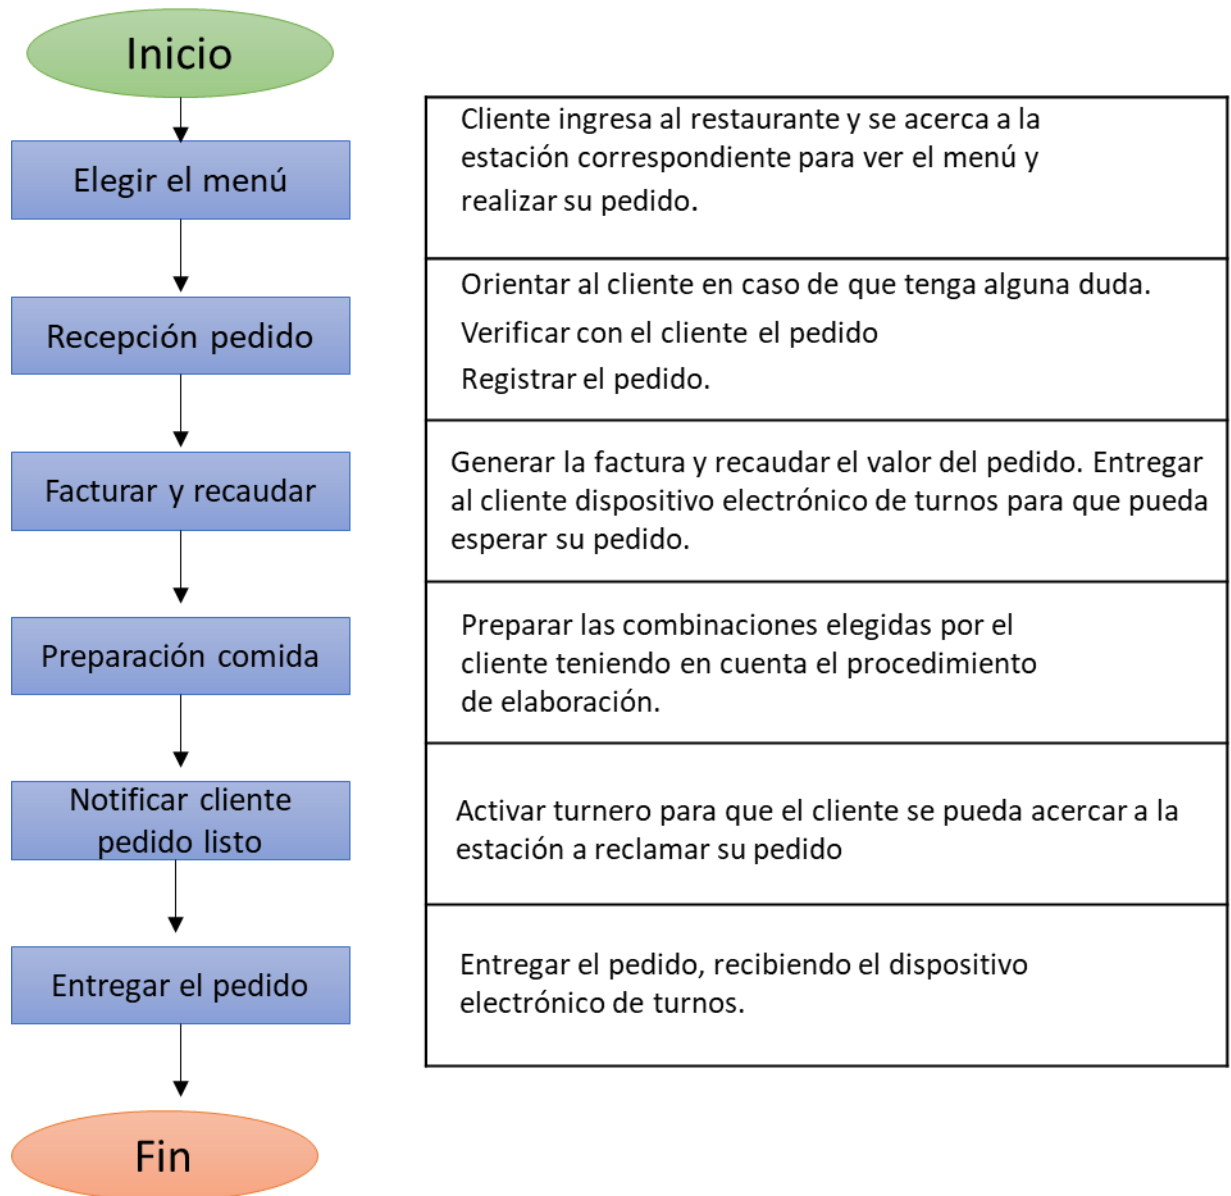 Inicio
Elegir el menú
Cliente ingresa al restaurante y se acerca a la
estación correspondiente para ver el menú y
realizar su pedido.
Recepción pedido
Orientar al cliente en caso de que tenga alguna duda.
Verificar con el cliente el pedido
Registrar el pedido.
Facturar y recaudar
Generar la factura y recaudar el valor del pedido. Entregar
al cliente dispositivo electrónico de turnos para que pueda
esperar su pedido.
Preparación comida
Preparar las combinaciones elegidas por el
cliente teniendo en cuenta el procedimiento
de elaboración.
Notificar cliente
pedido listo
Activar turnero para que el cliente se pueda acercar a la
estación a reclamar su pedido
Entregar el pedido
Entregar el pedido, recibiendo el dispositivo
electrónico de turnos.
Fin